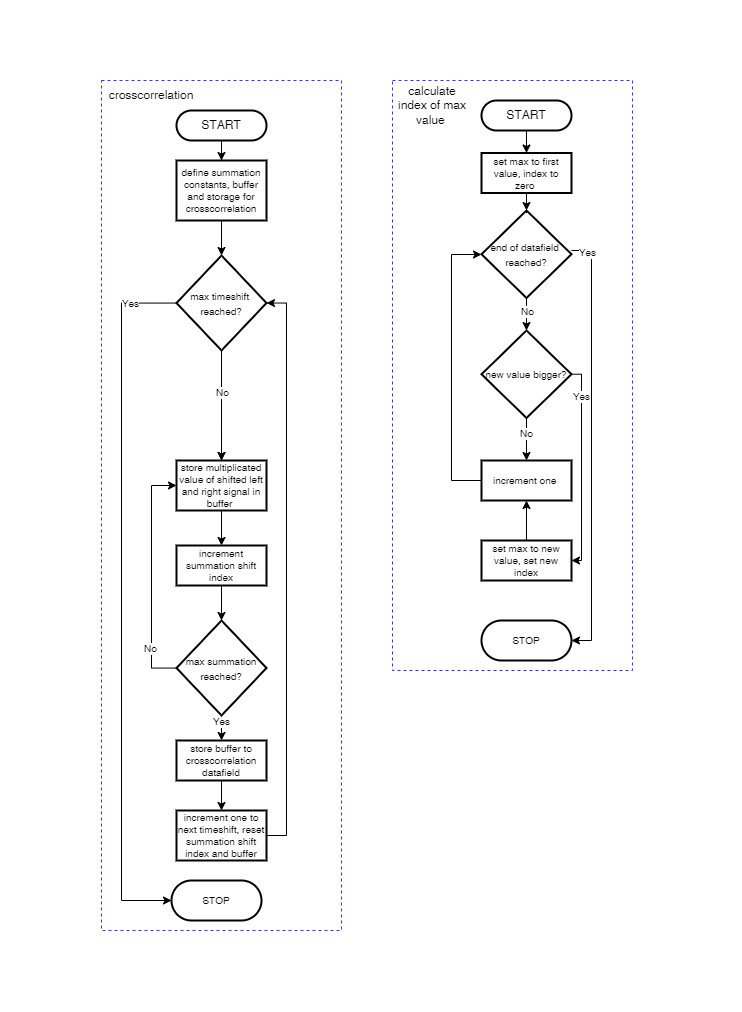 crosscorrelation
START
define summation
constants, buffer
and storage for
crosscorrelation
max timeshift
reached?
Yes
No
store multiplicated
value of shifted left
and right signal in
buffer
increment
summation shift
index
No
max summation
reached?
Yes
store buffer to
crosscorrelation
datafield
increment one to
next timeshift, reset
summation shift
index and buffer
STOP
calculate
index of max
value
START
set max to first
value, index to
zero
end of datafield
reached?
Yes
No
new value bigger?
Yes
No
increment one
set max to new
value, set new
index
STOP